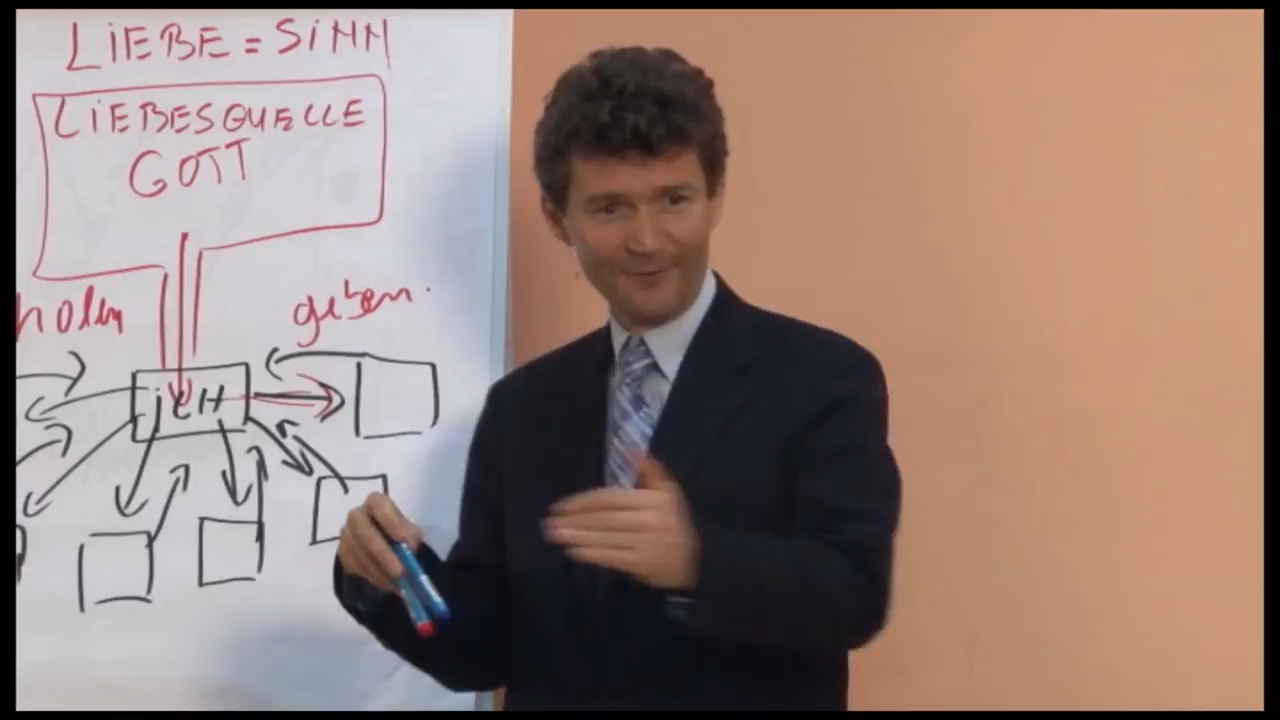 LiEBE = SiNN
LiEBESQUELLE
GOTT
holen
geben.
iCH